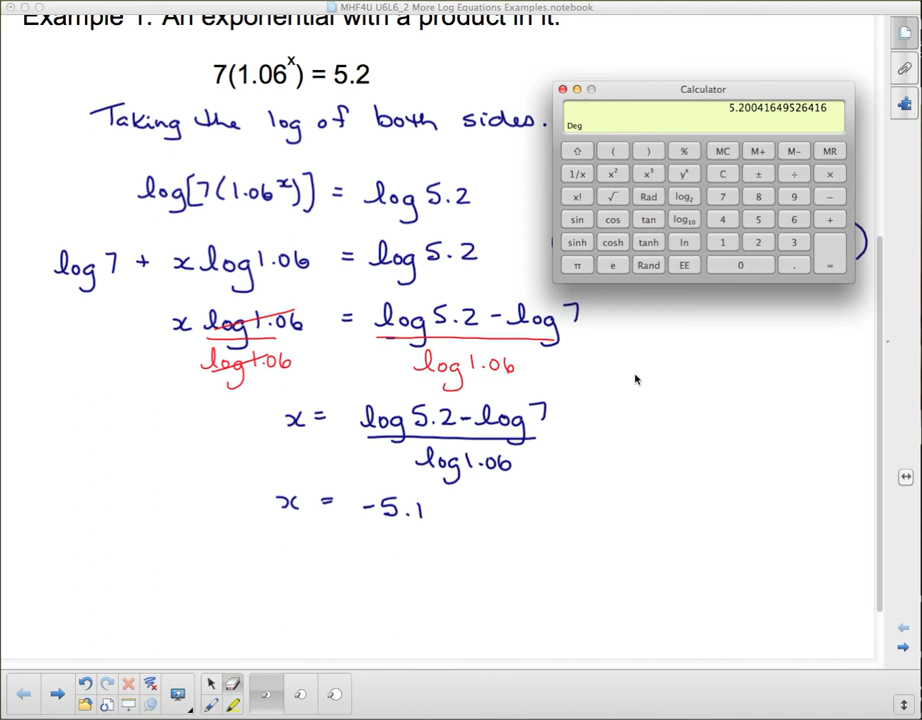 MHF4U U6L6_2 More Log Equations Examples.notebook
Example 1: An exponential with a product in it.
7(1.06^x) = 5.2
Taking the log of both sides.
log[7(1.06^x)] = log 5.2
log 7 + x log 1.06 = log 5.2
x log 1.06 = log 5.2 - log 7
log 1.06 log 1.06
x = log 5.2 - log 7
log 1.06
x = -5.1
Calculator
5.20041649526416
Deg
( ) % MC M+ M- MR
1/x x² x³ yˣ C ± ÷ ×
x! √ Rad log₂ 7 8 9 −
sin cos tan log₁₀ 4 5 6 +
sinh cosh tanh ln 1 2 3
π e Rand EE 0 . =